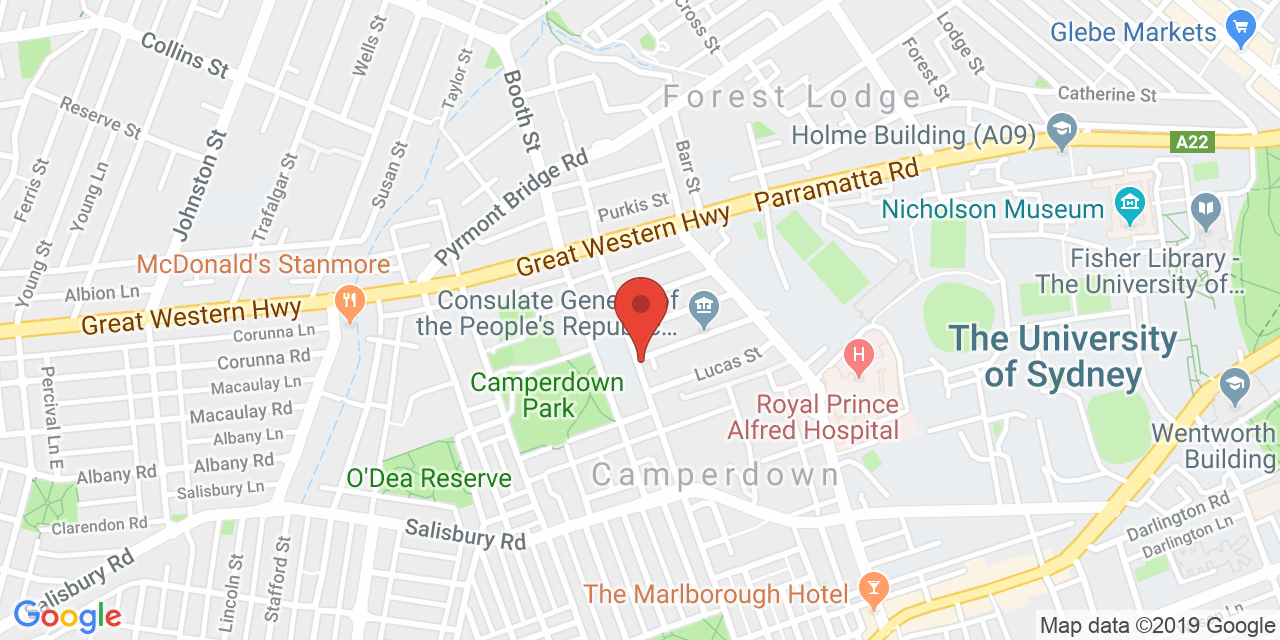 Collins St
Wells St
Cross St
Lodge St
Forest St
Glebe Markets
Taylor St
Booth St
Forest Lodge
Catherine St
Reserve St
Johnston St
Susan St
Holme Building (A09)
A22
Ferris St
Young Ln
Trafalgar St
Pyrmont Bridge Rd
Barr St
Parramatta Rd
Purkis St
Nicholson Museum
Great Western Hwy
McDonald's Stanmore
Fisher Library -
The University of...
Young St
Albion Ln
Great Western Hwy
Corunna Ln
Consulate Gene
of
the People's Repub
...
Corunna Rd
Lucas St
The University
of Sydney
Macaulay Ln
Camperdown
Park
H
Percival Ln E
Macaulay Rd
Royal Prince
Alfred Hospital
Albany Ln
Wentworth
Building
Albany Rd
Albany Rd
O'Dea Reserve
Camperdown
Salisbury Ln
Clarendon Rd
Salisbury Rd
Darlington Rd
Darlington Ln
Salisbury Rd
Lincoln St
Stafford St
The Marlborough Hotel
Google
on Ln
Map data ©2019 Google